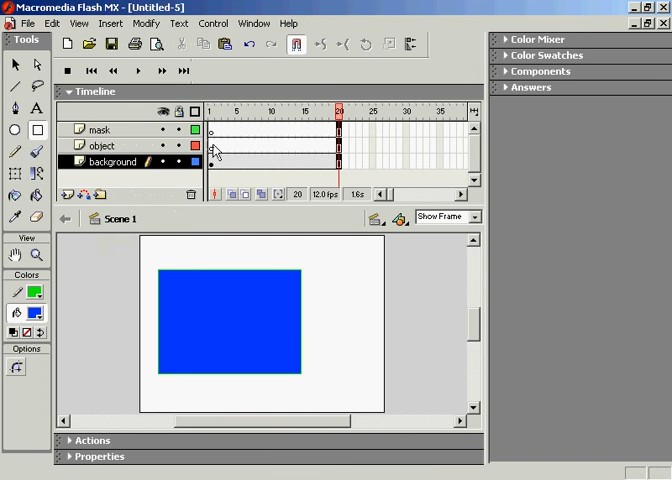 Macromedia Flash MX - [Untitled-5]
File Edit View Insert Modify Text Control Window Help
Tools
Color Mixer
Color Swatches
Components
Answers
Timeline
1 5 10 15 20 25 30 35
mask
object
background
20 12.0 fps 1.6s
Scene 1
Show Frame
View
Colors
Options
Actions
Properties